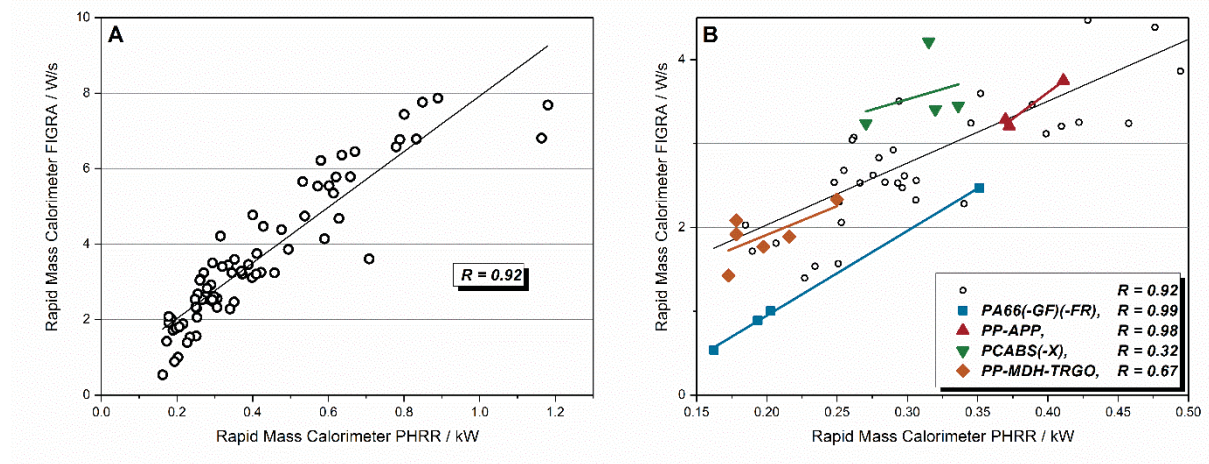 A
10
8
6
4
2
0
Rapid Mass Calorimeter FIGRA / W/s
R = 0.92
0.0 0.2 0.4 0.6 0.8 1.0 1.2
Rapid Mass Calorimeter PHRR / kW
B
4
2
0
Rapid Mass Calorimeter FIGRA / W/s
R = 0.92
PA66(-GF)(-FR), R = 0.99
PP-APP, R = 0.98
PCABS(-X), R = 0.32
PP-MDH-TRGO, R = 0.67
0.15 0.20 0.25 0.30 0.35 0.40 0.45 0.50
Rapid Mass Calorimeter PHRR / kW